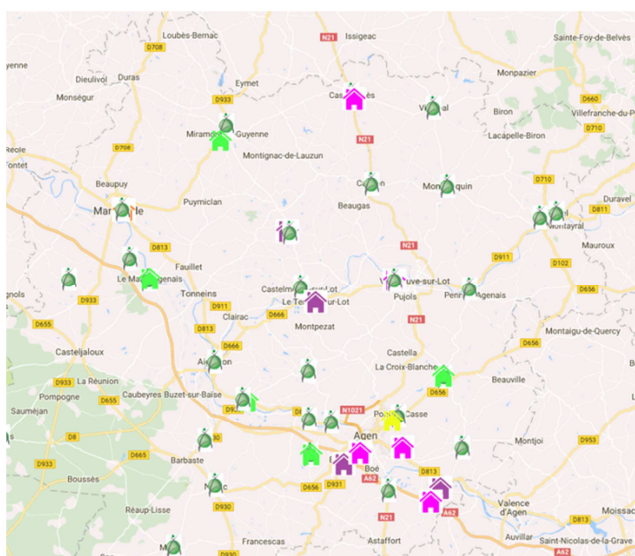 Issigeac
N21
Sainte-Foy-de-Belvès
D708
Loubès-Bernac
Monpazier
Dieulivol
Duras
Eymet
D933
Monségur
D660
Biron
Villefranche-du-P
D710
Lacapelle-Biron
N21
D708
Montignac-de-Lauzun
Beaupuy
Puymiclan
Beaugas
D710
Duravel
D811
Mauroux
N21
D813
Fauillet
D911
D102
D933
Tonneins
D911
D656
Pujols
Clairac
D666
D655
D813
Montpezat
N21
Montaigu-de-Quercy
D656
Casteljaloux
D666
Castella
La Croix-Blanche
Beauville
D933
La Réunion
D656
Pompogne
D655
Caubeyres
Buzet-sur-Baïse
Sauméjan
N1021
D8
Agen
Montjoi
D953
D665
Barbaste
Boé
D813
D933
D656
D931
A62
Boussès
Valence
d'Agen
D930
Réaup-Lisse
N21
A62
D813
Moissac
Auvillar
Saint-Nicolas-de-la-Grave
D930
Francescas
Astaffort
A62